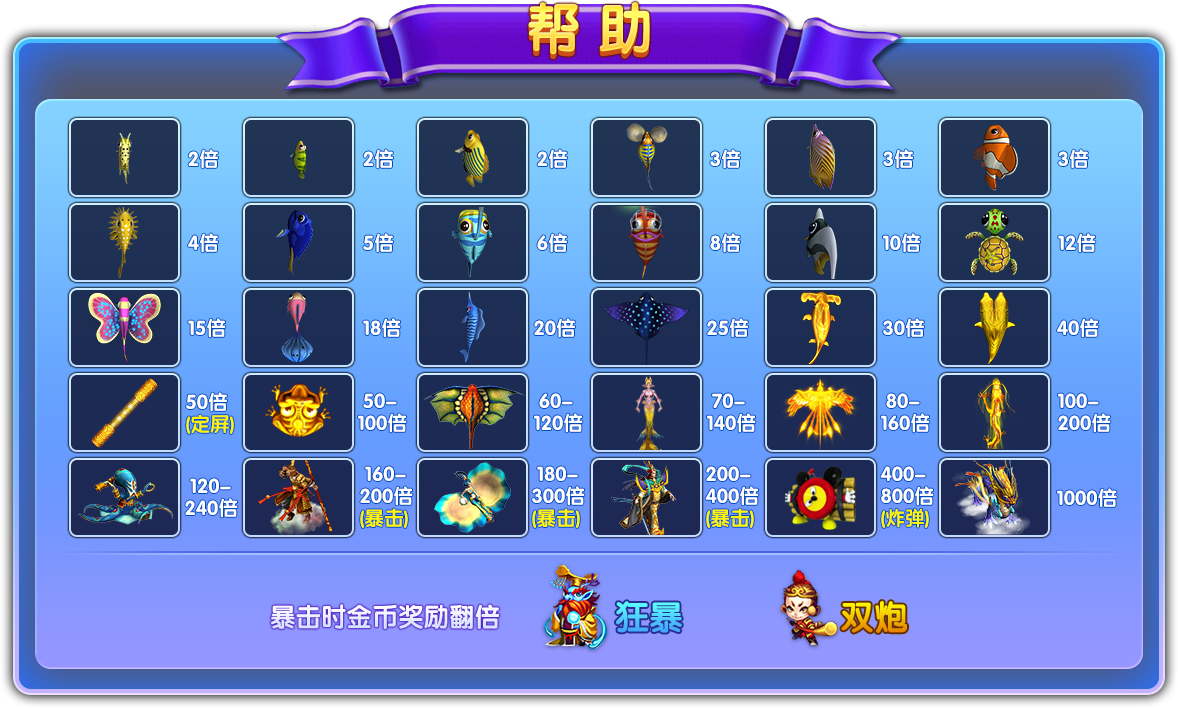 帮助
2倍
2倍
2倍
3倍
3倍
3倍
4倍
5倍
6倍
8倍
10倍
12倍
15倍
18倍
20倍
25倍
30倍
40倍
50倍
(定屏)
50-
100倍
60-
120倍
70-
140倍
80-
160倍
100-
200倍
120-
240倍
160-
200倍
(暴击)
180-
300倍
(暴击)
200-
400倍
(暴击)
400-
800倍
(炸弹)
1000倍
暴击时金币奖励翻倍
狂暴
双炮